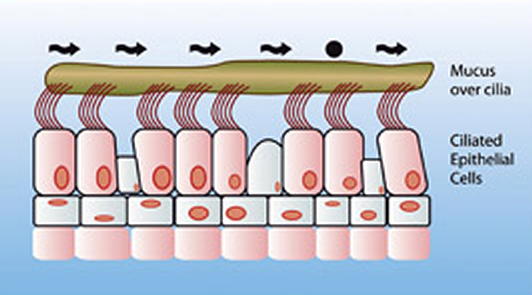 Mucus
over cilia
Ciliated
Epithelial
Cells